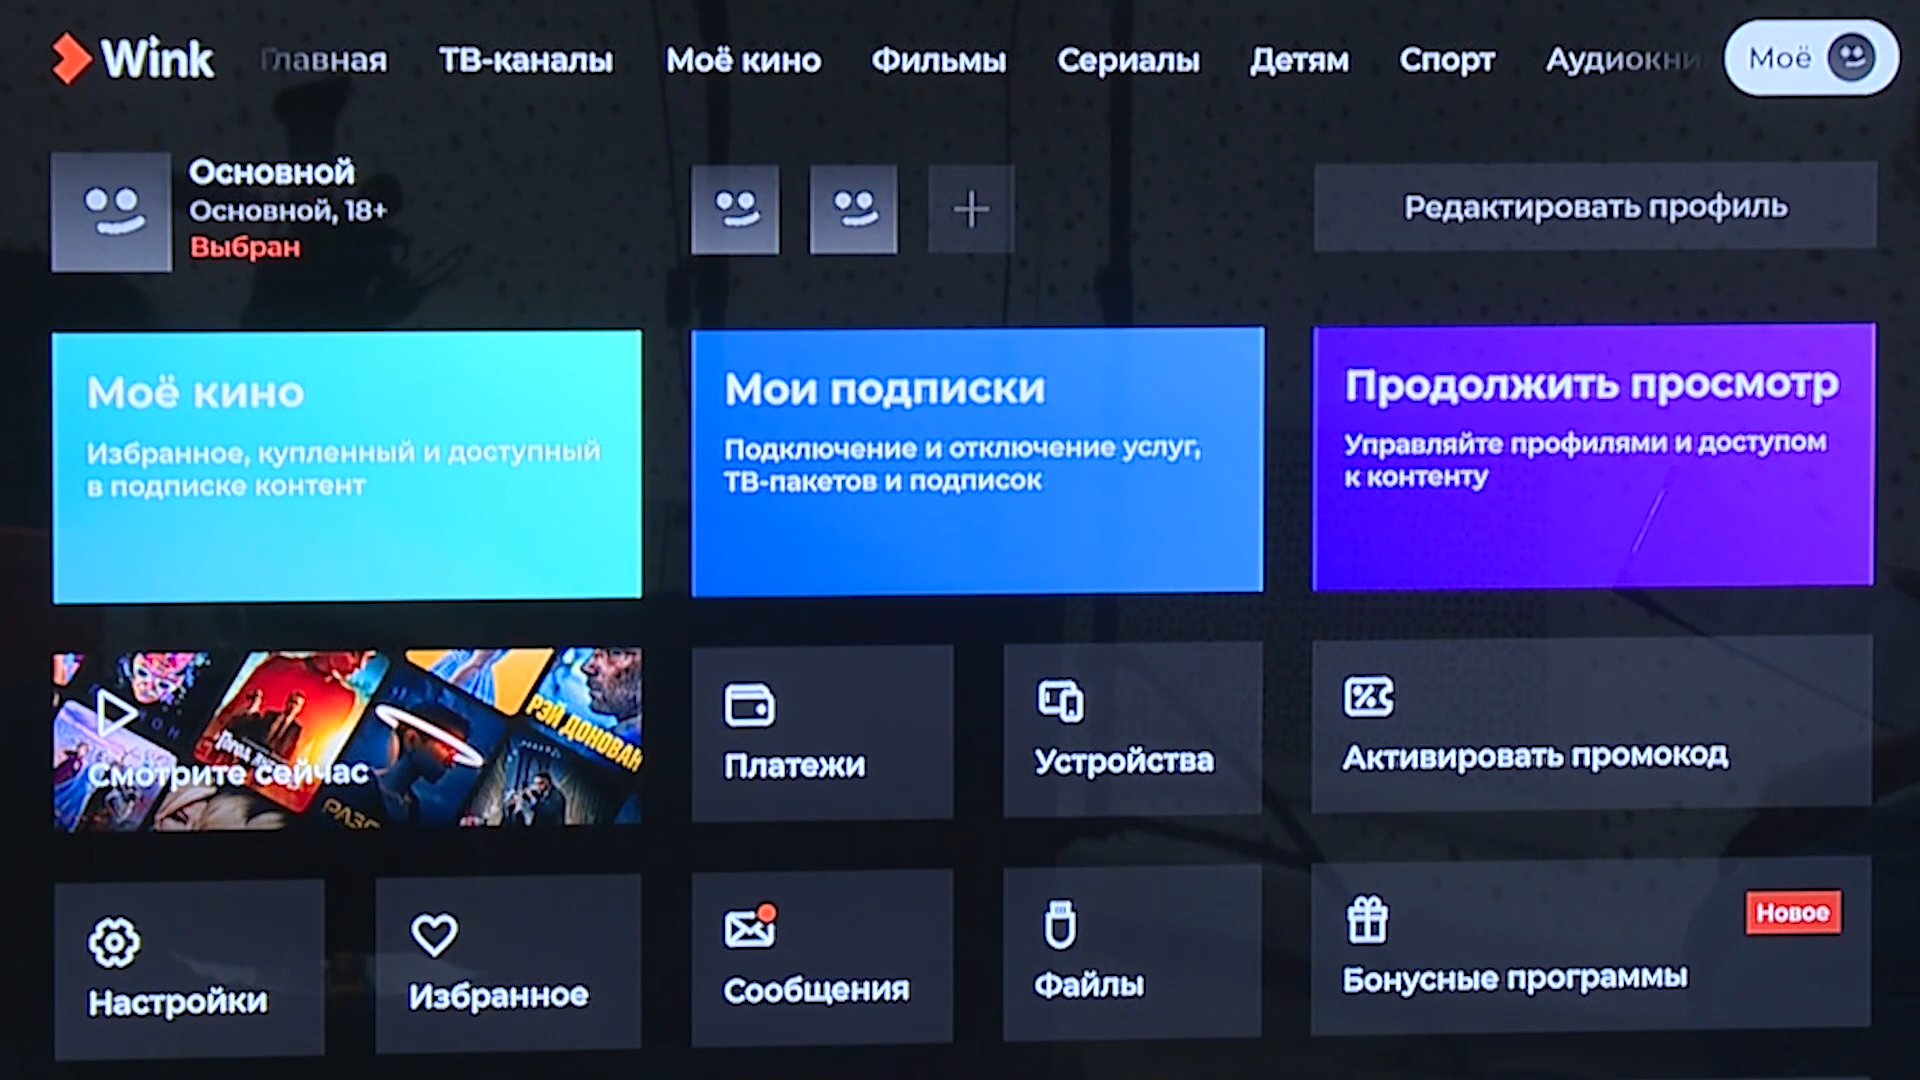 Wink
Главная
ТВ-каналы
Моё кино
Фильмы
Сериалы
Детям
Спорт
Моё
Основной
Основной, 18+
Выбран
Редактировать профиль
Моё кино
Избранное, купленный и доступный
в подписке контент
Мои подписки
Подключение и отключение услуг,
ТВ-пакетов и подписок
Продолжить просмотр
Управляйте профилями и доступом
к контенту
РЭЙ ДОНОВАН
Смотрите сейчас
Платежи
Устройства
Активировать промокод
Настройки
Избранное
Сообщения
Файлы
Новое
Бонусные программы